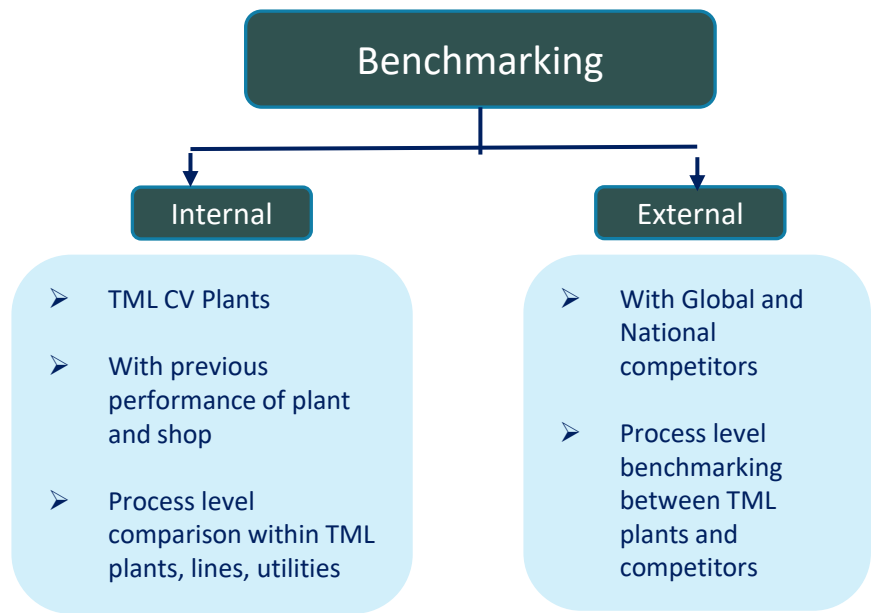 Benchmarking
Internal
➢ TML CV Plants
➢ With previous
performance of plant
and shop
➢ Process level
comparison within TML
plants, lines, utilities
External
➢ With Global and
National
competitors
➢ Process level
benchmarking
between TML
plants and
competitors